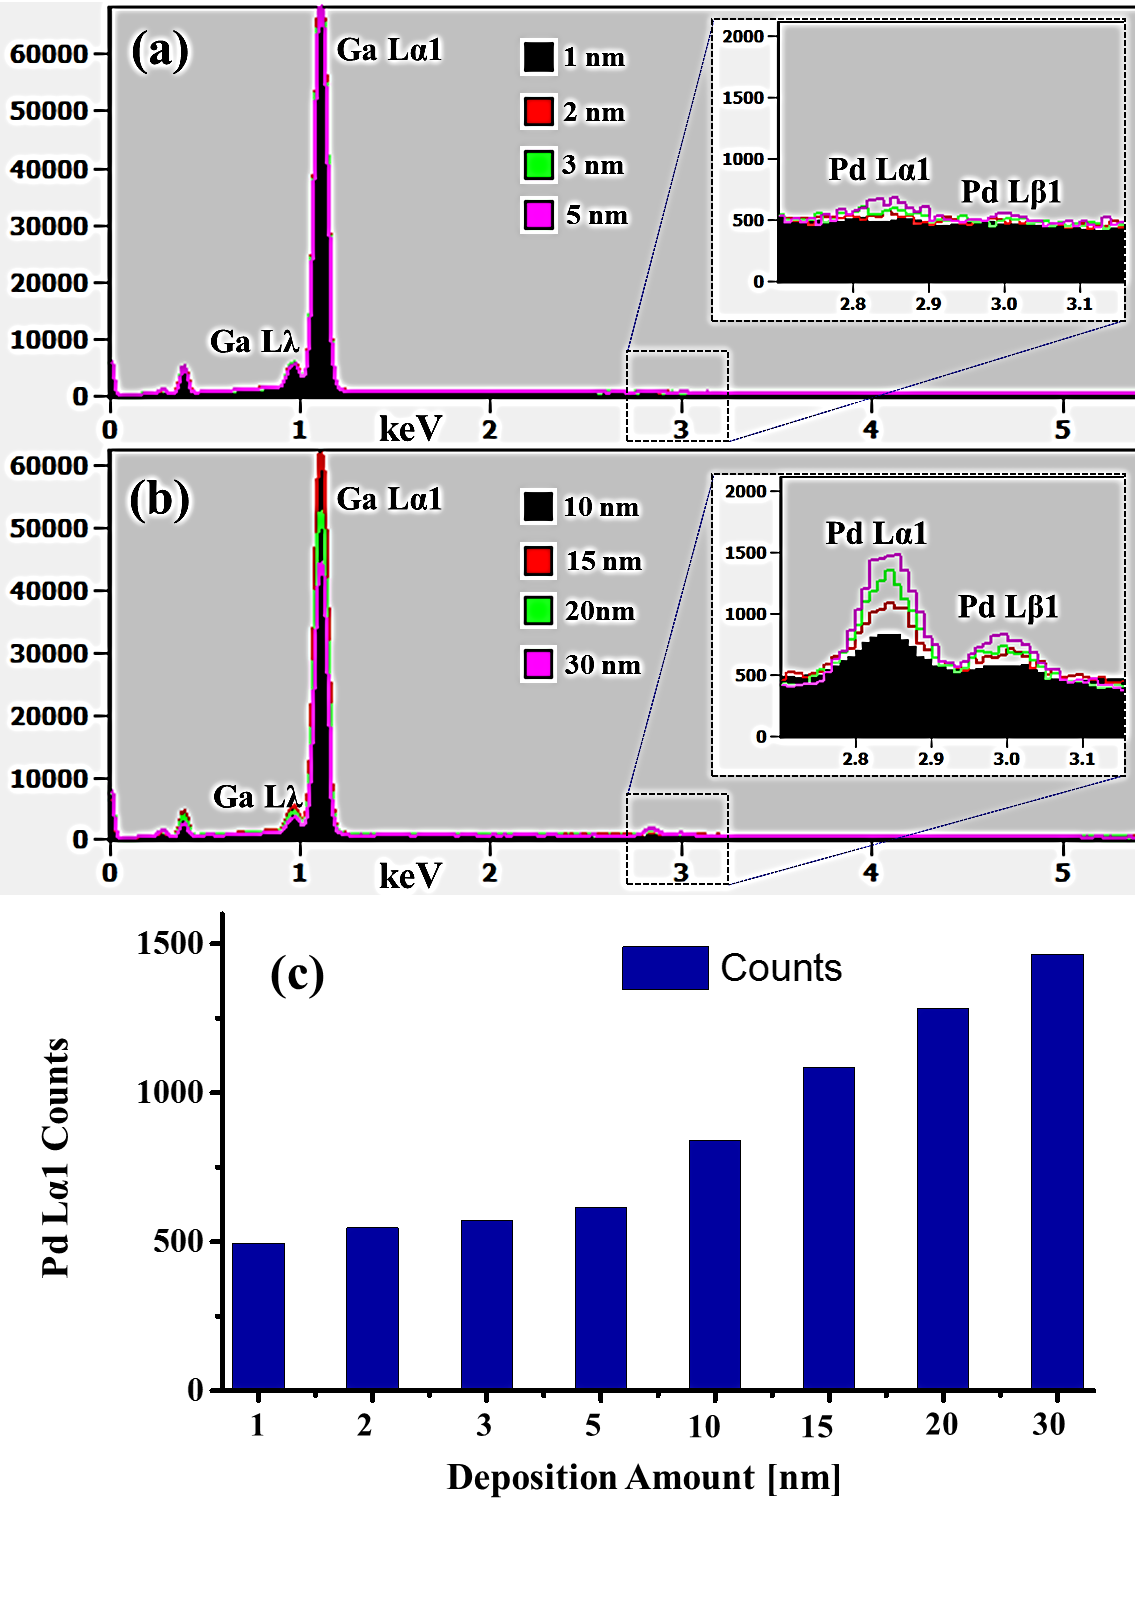 (a)
Ga Lα1
Ga Lλ
1 nm
2 nm
3 nm
5 nm
60000
50000
40000
30000
20000
10000
0
0 1 2 3 4 5
keV
2000
1500
1000
500
0
Pd Lα1
Pd Lβ1
2.8 2.9 3.0 3.1
(b)
Ga Lα1
Ga Lλ
10 nm
15 nm
20nm
30 nm
60000
50000
40000
30000
20000
10000
0
0 1 2 3 4 5
keV
2000
1500
1000
500
0
Pd Lα1
Pd Lβ1
2.8 2.9 3.0 3.1
(c)
Counts
Pd Lα1 Counts
1500
1000
500
0
1 2 3 5 10 15 20 30
Deposition Amount [nm]